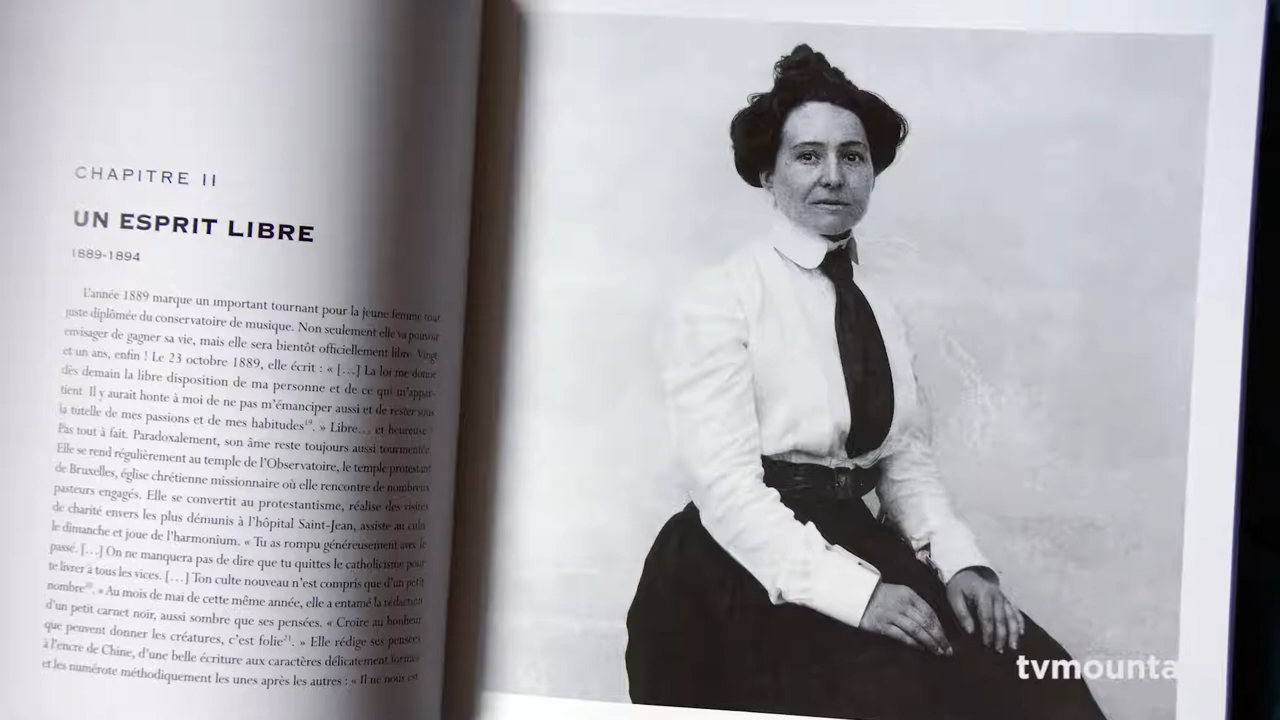 CHAPITRE II
UN ESPRIT LIBRE
1889-1894
L'année 1889 marque un important tournant pour la jeune femme tout
juste diplômée du conservatoire de musique. Non seulement elle va pouvoir
envisager de gagner sa vie, mais elle sera bientôt officiellement libre. Vingt
et un ans, enfin ! Le 23 octobre 1889, elle écrit : « […] La loi me donne
dès demain la libre disposition de ma personne et de ce qui m'appar-
tient. Il y aurait honte à moi de ne pas m'émanciper aussi et de rester sous
la tutelle de mes passions et de mes habitudes¹⁹. » Libre… et heureuse
Pas tout à fait. Paradoxalement, son âme reste toujours aussi tourmentée.
Elle se rend régulièrement au temple de l'Observatoire, le temple protestant
de Bruxelles, église chrétienne missionnaire où elle rencontre de nombreux
pasteurs engagés. Elle se convertit au protestantisme, réalise des visites
de charité envers les plus démunis à l'hôpital Saint-Jean, assiste au culte
le dimanche et joue de l'harmonium. « Tu as rompu généreusement avec le
passé. […] On ne manquera pas de dire que tu quittes le catholicisme pour
te livrer à tous les vices. […] Ton culte nouveau n'est compris que d'un petit
nombre²⁰. » Au mois de mai de cette même année, elle a entamé la rédaction
d'un petit carnet noir, aussi sombre que ses pensées. « Croire au bonheur
que peuvent donner les créatures, c'est folie²¹. » Elle rédige ses pensées
à l'encre de Chine, d'une belle écriture aux caractères délicatement formés
et les numérote méthodiquement les unes après les autres : « Il ne nous est
tvmounta